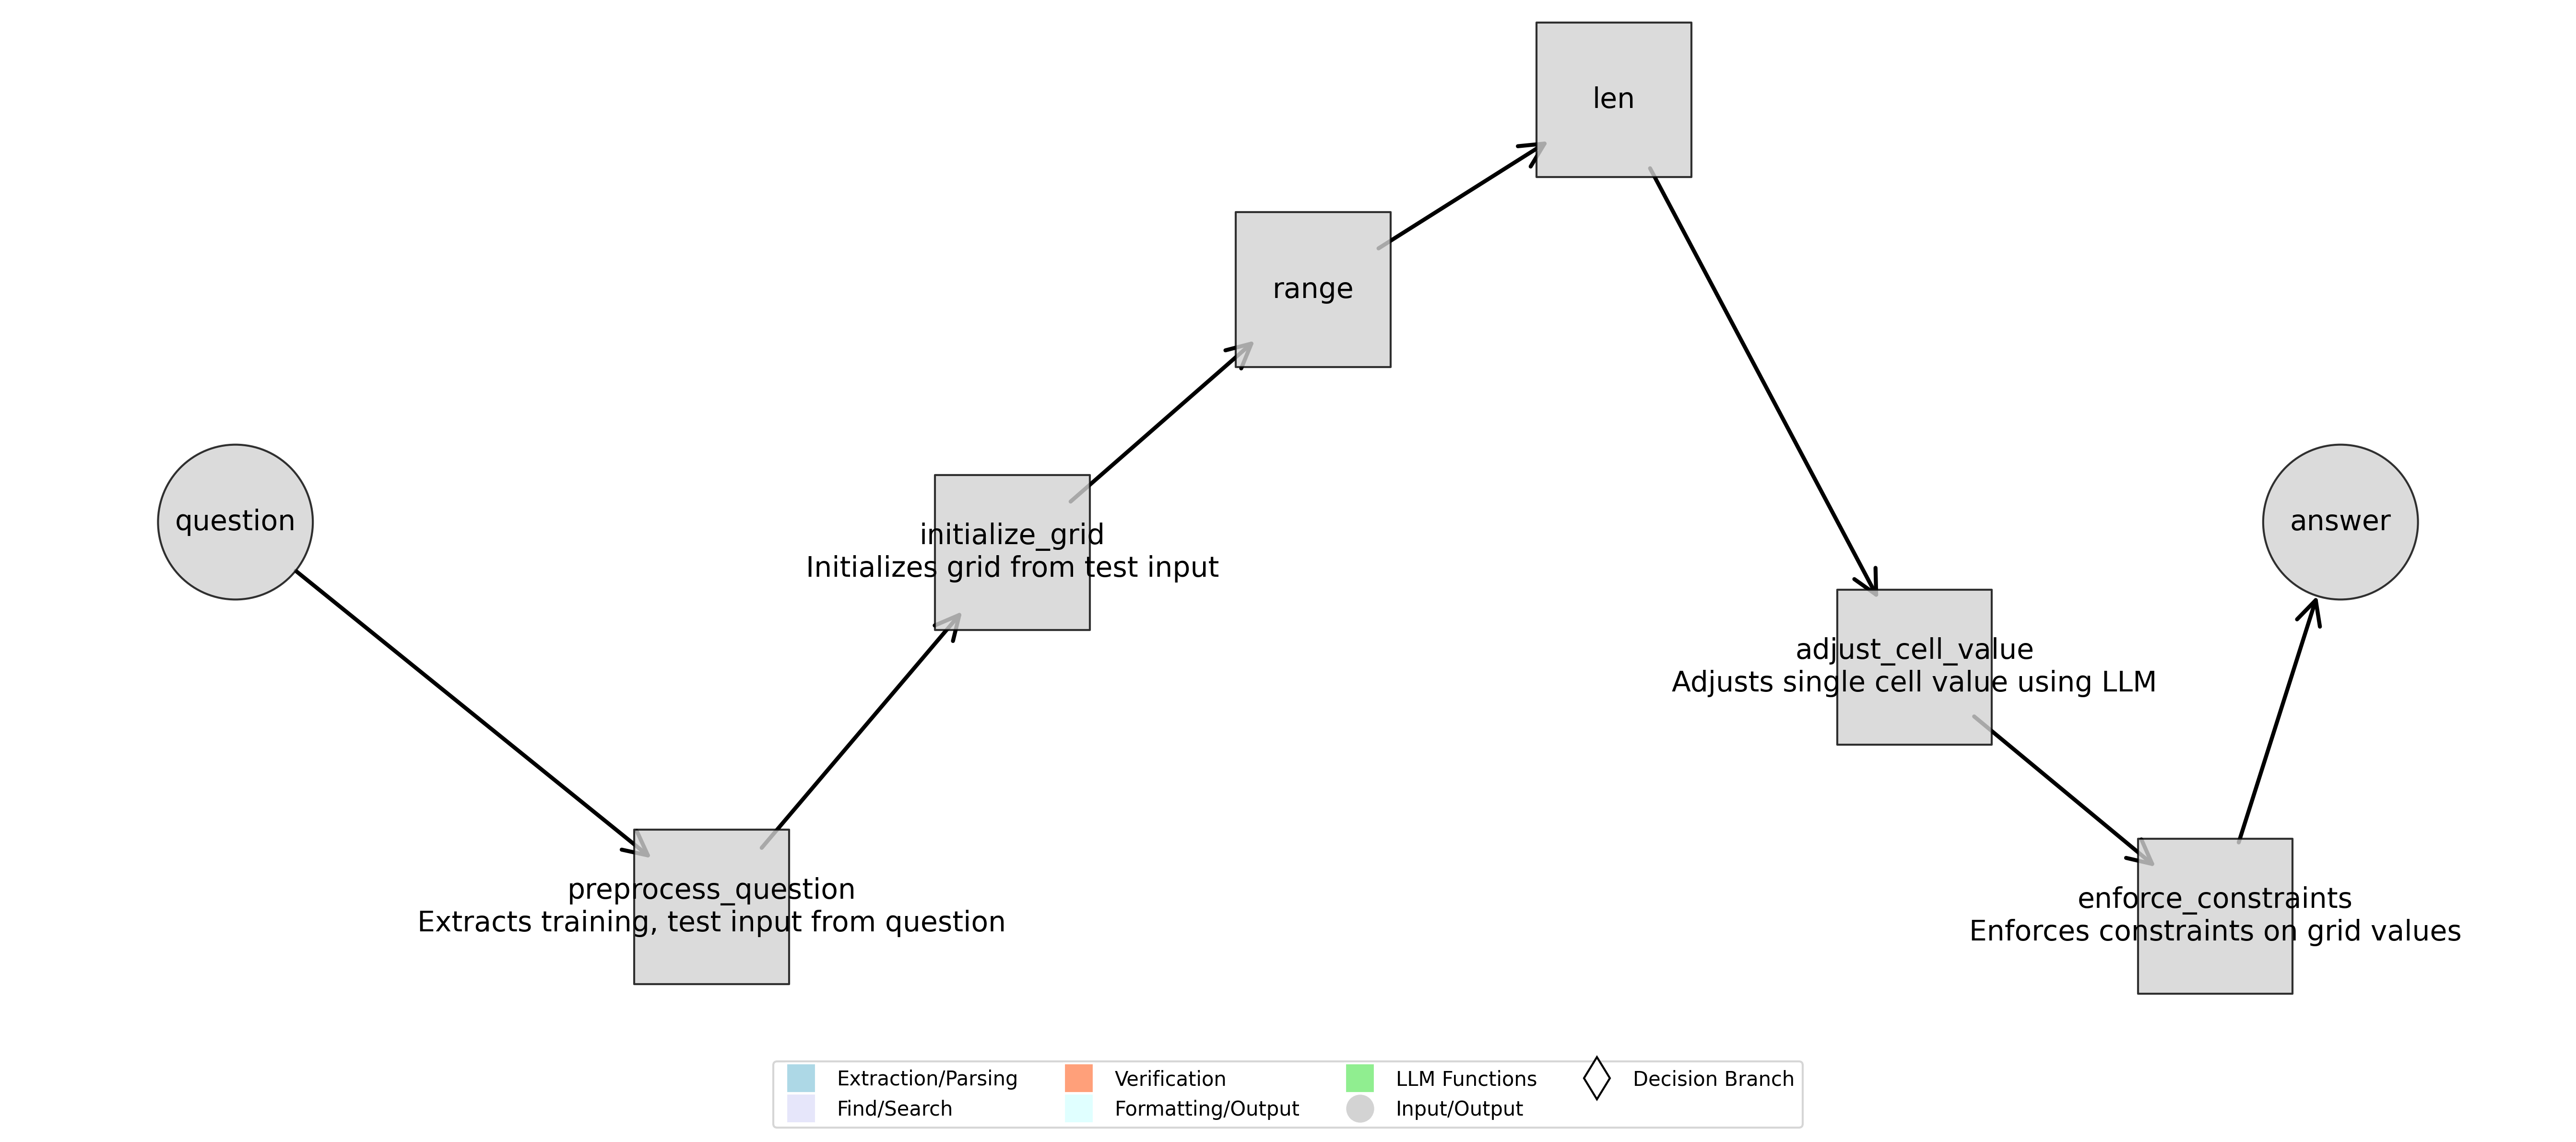 len
range
question
initialize_grid
Initializes grid from test input
answer
adjust_cell_value
Adjusts single cell value using LLM
preprocess_question
Extracts training, test input from question
enforce_constraints
Enforces constraints on grid values
Extraction/Parsing
Find/Search
Verification
Formatting/Output
LLM Functions
Input/Output
Decision Branch